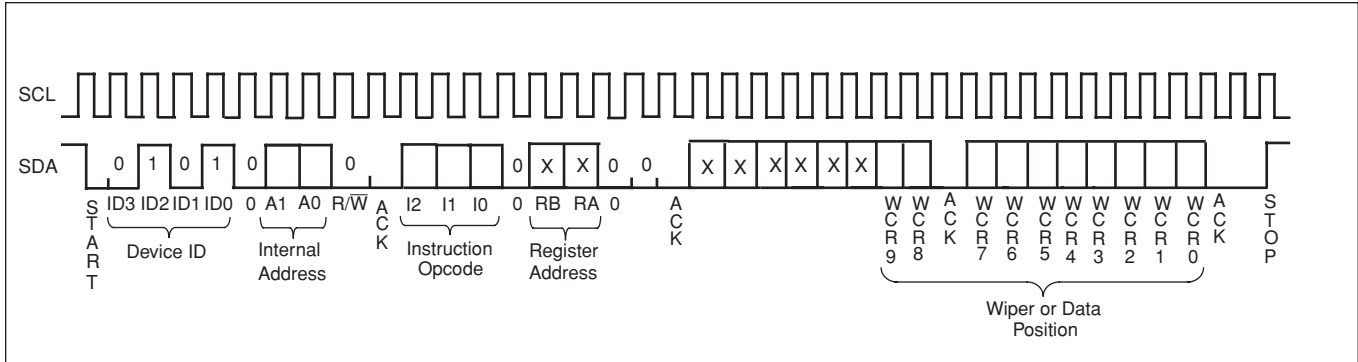 SCL
SDA
0 1 0 1 0 0 0 X X 0 0 X X X X X X
ID3 ID2 ID1 ID0 0 A1 A0 R/W̅ I2 I1 I0 0 RB RA 0
START
ACK
ACK
WCR9
WCR8
ACK
WCR7
WCR6
WCR5
WCR4
WCR3
WCR2
WCR1
WCR0
ACK
STOP
Device ID
Internal
Address
Instruction
Opcode
Register
Address
Wiper or Data
Position